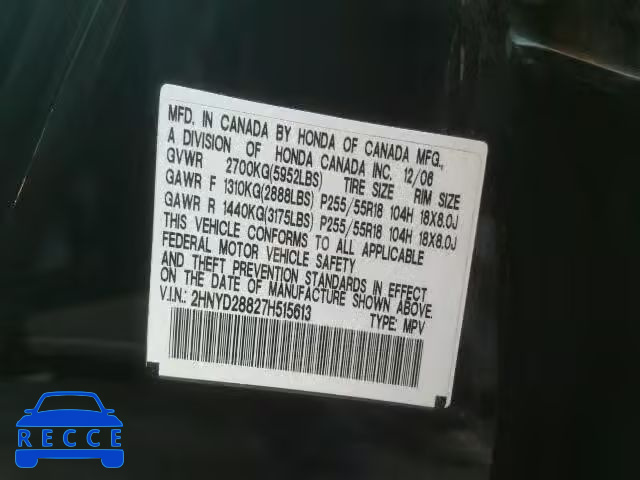 MFD. IN CANADA BY HONDA OF CANADA MFG.,
A DIVISION OF HONDA CANADA INC. 12/06
GVWR 2700KG(5952LBS) TIRE SIZE RIM SIZE
GAWR F 1310KG(2888LBS) P255/55R18 104H 18X8.0J
GAWR R 1440KG(3175LBS) P255/55R18 104H 18X8.0J
THIS VEHICLE CONFORMS TO ALL APPLICABLE
FEDERAL MOTOR VEHICLE SAFETY
AND THEFT PREVENTION STANDARDS IN EFFECT
ON THE DATE OF MANUFACTURE SHOWN ABOVE.
V.I.N.: 2HNYD28827H515613 TYPE: MPV
RECCE